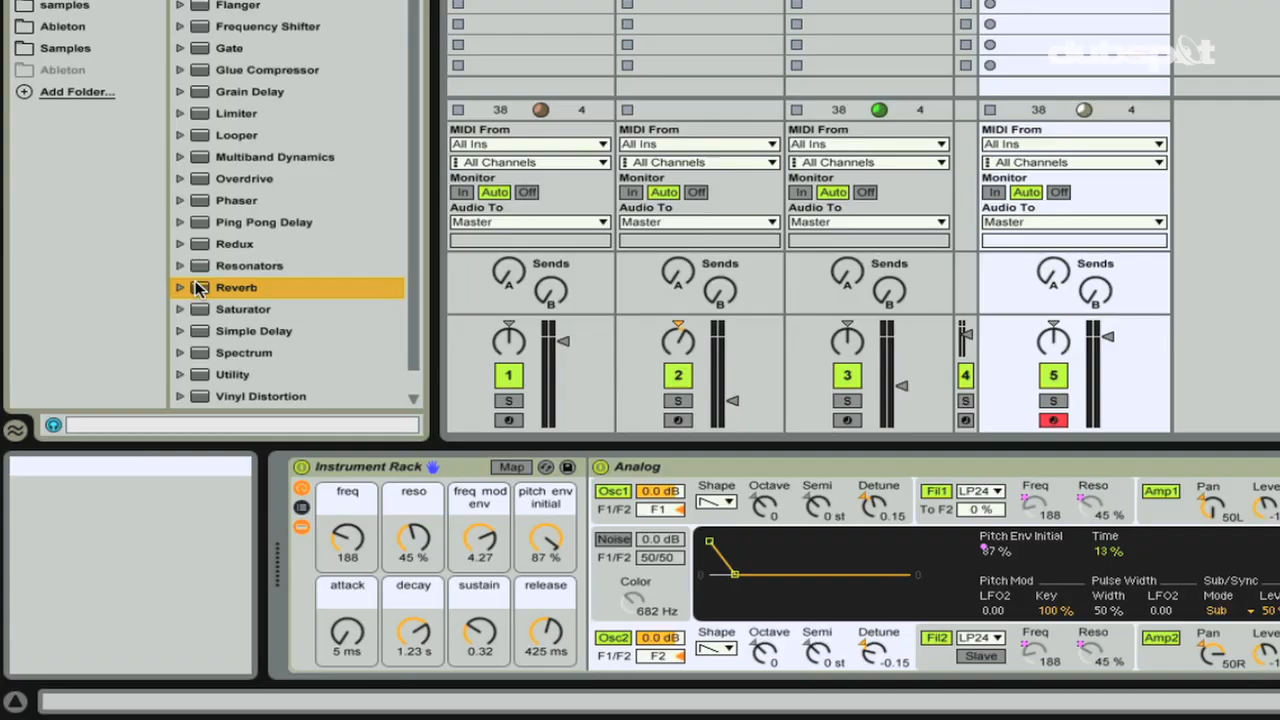 samples
Ableton
Samples
Ableton
Add Folder...
Flanger
Frequency Shifter
Gate
Glue Compressor
Grain Delay
Limiter
Looper
Multiband Dynamics
Overdrive
Phaser
Ping Pong Delay
Redux
Resonators
Reverb
Saturator
Simple Delay
Spectrum
Utility
Vinyl Distortion
dubspot
38 4 38 4 38 4
MIDI From MIDI From MIDI From MIDI From
All Ins All Ins All Ins All Ins
All Channels All Channels All Channels All Channels
Monitor Monitor Monitor Monitor
In Auto Off In Auto Off In Auto Off In Auto Off
Audio To Audio To Audio To Audio To
Master Master Master Master
Sends Sends Sends Sends
A B A B A B A B
1 2 3 4 5
S S S S S
Instrument Rack Map
freq reso freq mod env pitch env initial
188 45 % 4.27 87 %
attack decay sustain release
5 ms 1.23 s 0.32 425 ms
Analog
Osc1 0.0 dB Shape Octave Semi Detune Fil1 LP24 Freq Reso Amp1 Pan
F1/F2 F1 0 0 st 0.15 To F2 0 % 188 45 % 50L
Noise 0.0 dB
F1/F2 50/50
Color
682 Hz
0 0
Pitch Env Initial Time
87 % 13 %
Pitch Mod Pulse Width Sub/Sync
LFO2 Key Width LFO2 Mode
0.00 100 % 50 % 0.00 Sub
Osc2 0.0 dB Shape Octave Semi Detune Fil2 LP24 Freq Reso Amp2 Pan
F1/F2 F2 0 0 st -0.15 Slave 188 45 % 50R